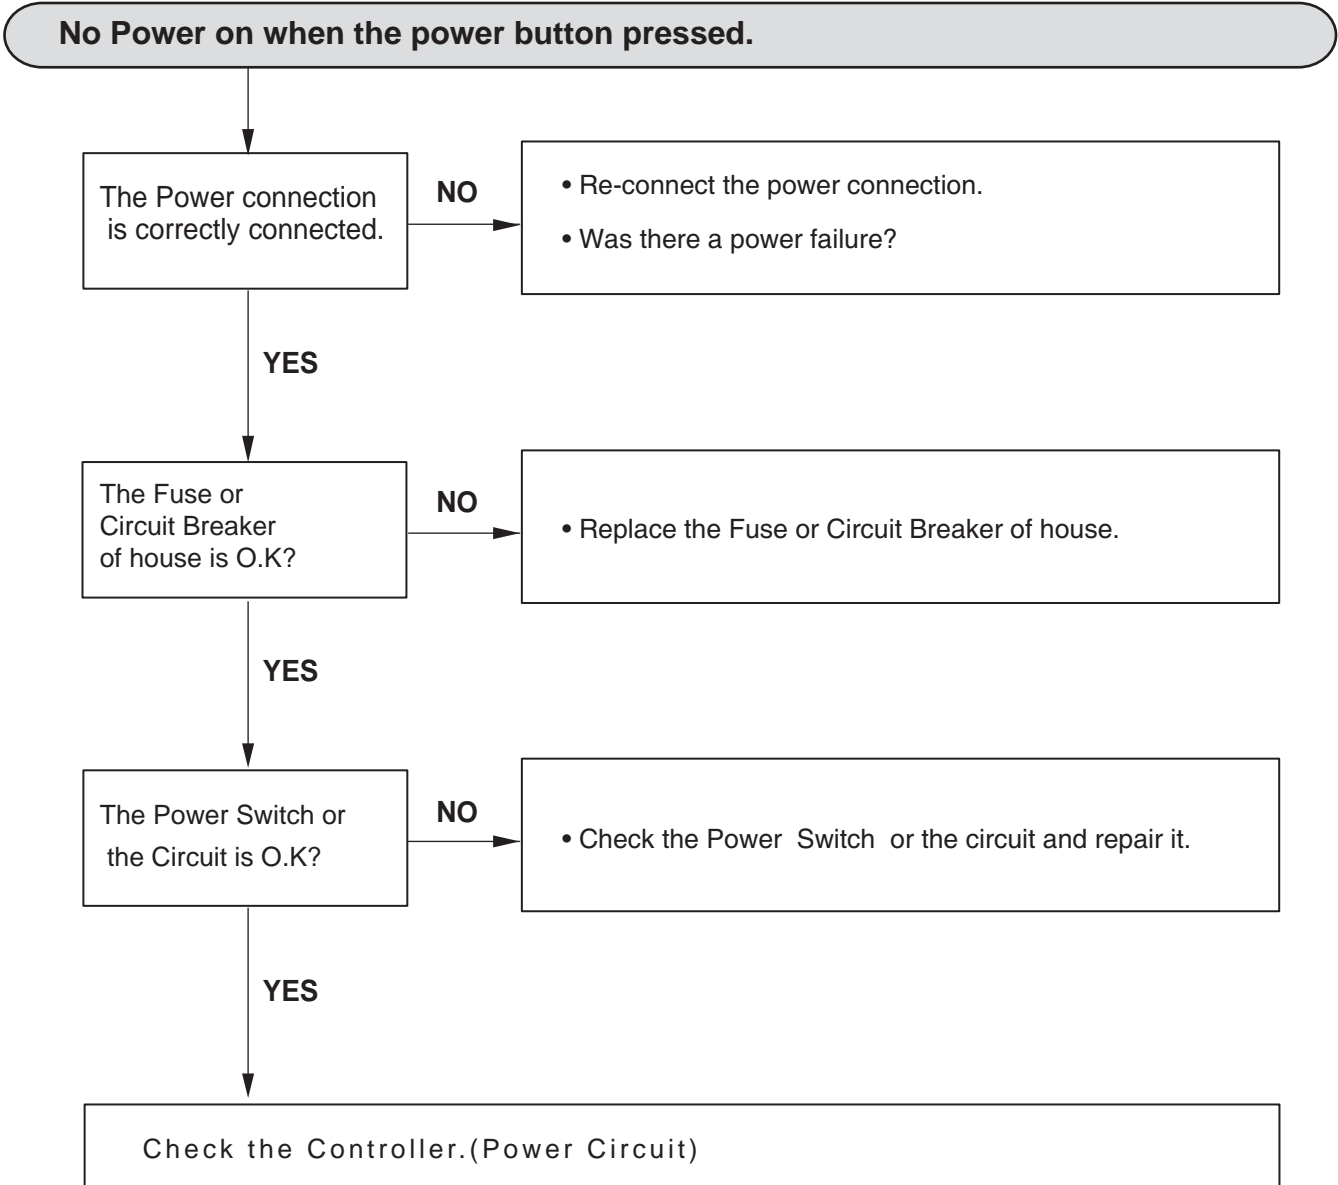 No Power on when the power button pressed.
The Power connection
is correctly connected.
NO
• Re-connect the power connection.
• Was there a power failure?
YES
The Fuse or
Circuit Breaker
of house is O.K?
NO
• Replace the Fuse or Circuit Breaker of house.
YES
The Power Switch or
the Circuit is O.K?
NO
• Check the Power Switch or the circuit and repair it.
YES
Check the Controller.(Power Circuit)